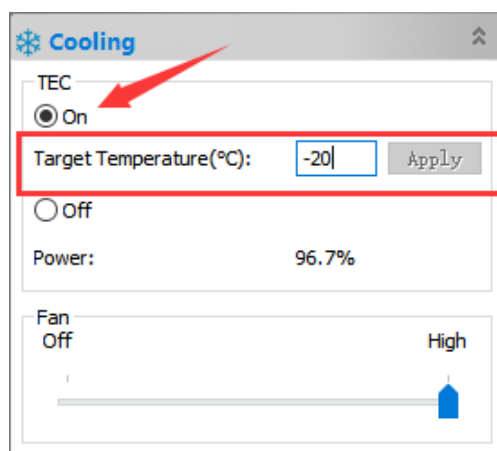 Cooling
TEC
On
Target Temperature(°C): -20 Apply
Off
Power: 96.7%
Fan
Off High